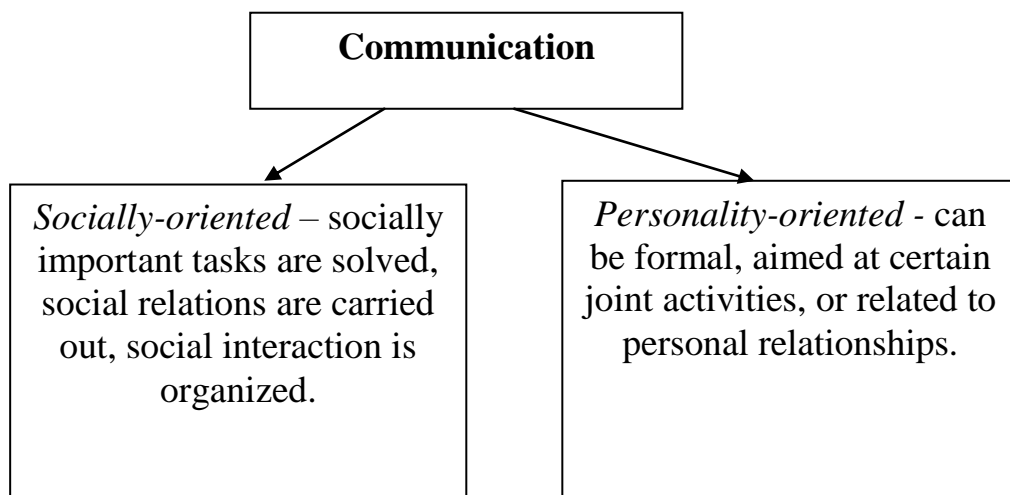 Communication
Socially-oriented – socially
important tasks are solved,
social relations are carried
out, social interaction is
organized.
Personality-oriented - can
be formal, aimed at certain
joint activities, or related to
personal relationships.